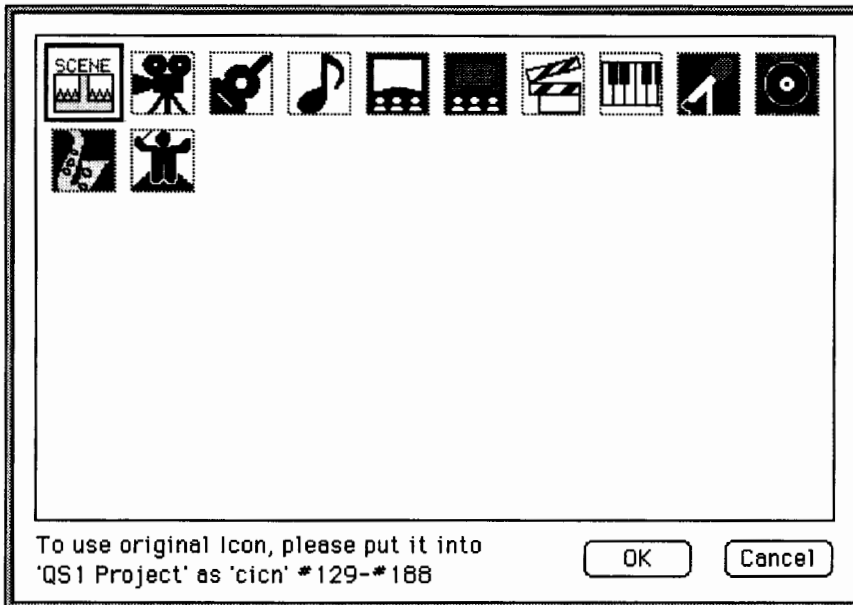 SCENE
To use original Icon, please put it into
'QS1 Project' as 'cicn' #129-#188
OK
Cancel